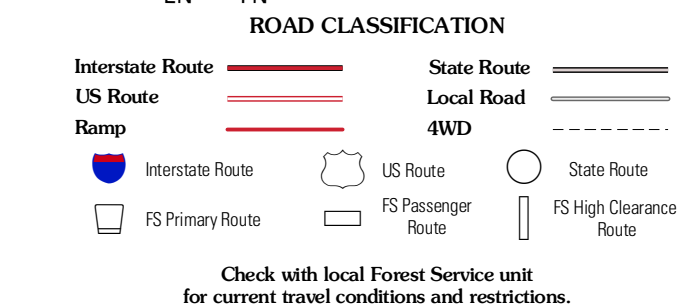 ROAD CLASSIFICATION
Interstate Route
State Route
US Route
Local Road
Ramp
4WD
Interstate Route
US Route
State Route
FS Primary Route
FS Passenger
Route
FS High Clearance
Route
Check with local Forest Service unit
for current travel conditions and restrictions.